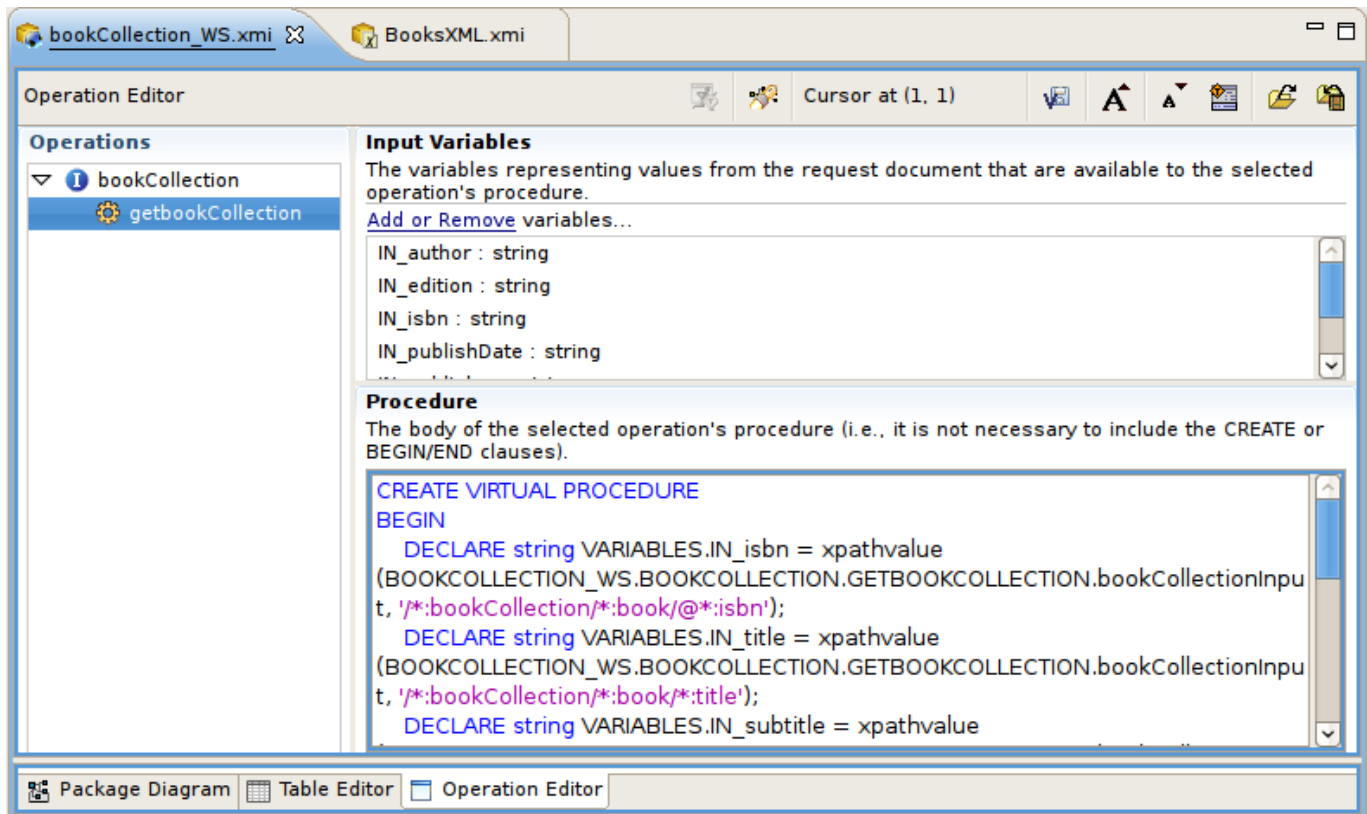 bookCollection_WS.xmi
BooksXML.xmi
Operation Editor
Cursor at (1, 1)
Operations
bookCollection
getbookCollection
Input Variables
The variables representing values from the request document that are available to the selected
operation's procedure.
Add or Remove variables...
IN_author : string
IN_edition : string
IN_isbn : string
IN_publishDate : string
Procedure
The body of the selected operation's procedure (i.e., it is not necessary to include the CREATE or
BEGIN/END clauses).
CREATE VIRTUAL PROCEDURE
BEGIN
DECLARE string VARIABLES.IN_isbn = xpathvalue
(BOOKCOLLECTION_WS.BOOKCOLLECTION.GETBOOKCOLLECTION.bookCollectionInpu
t, '/*:bookCollection/*:book/@*:isbn');
DECLARE string VARIABLES.IN_title = xpathvalue
(BOOKCOLLECTION_WS.BOOKCOLLECTION.GETBOOKCOLLECTION.bookCollectionInpu
t, '/*:bookCollection/*:book/*:title');
DECLARE string VARIABLES.IN_subtitle = xpathvalue
Package Diagram
Table Editor
Operation Editor